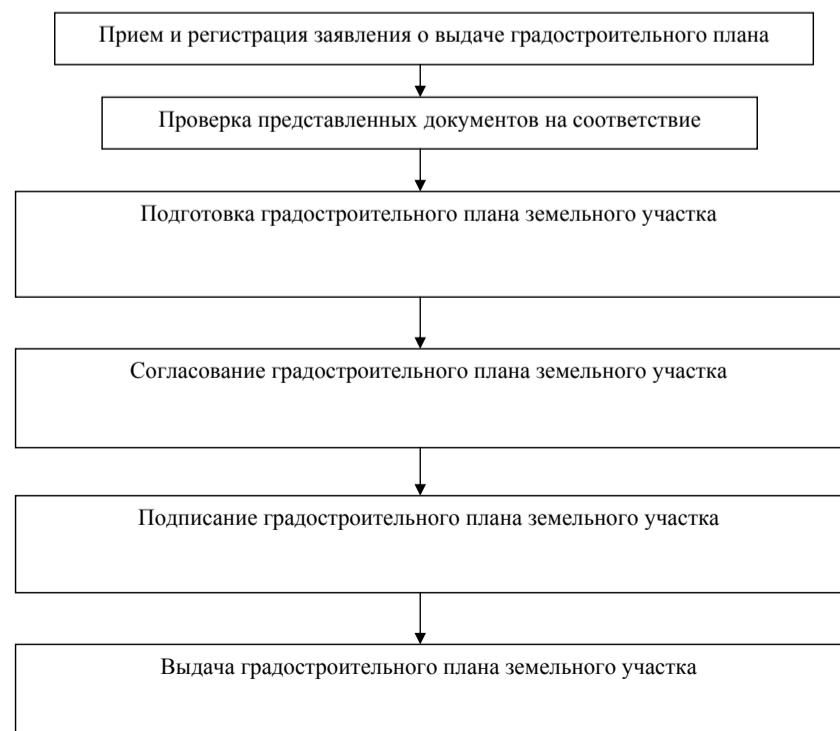 Прием и регистрация заявления о выдаче градостроительного плана
Проверка представленных документов на соответствие
Подготовка градостроительного плана земельного участка
Согласование градостроительного плана земельного участка
Подписание градостроительного плана земельного участка
Выдача градостроительного плана земельного участка